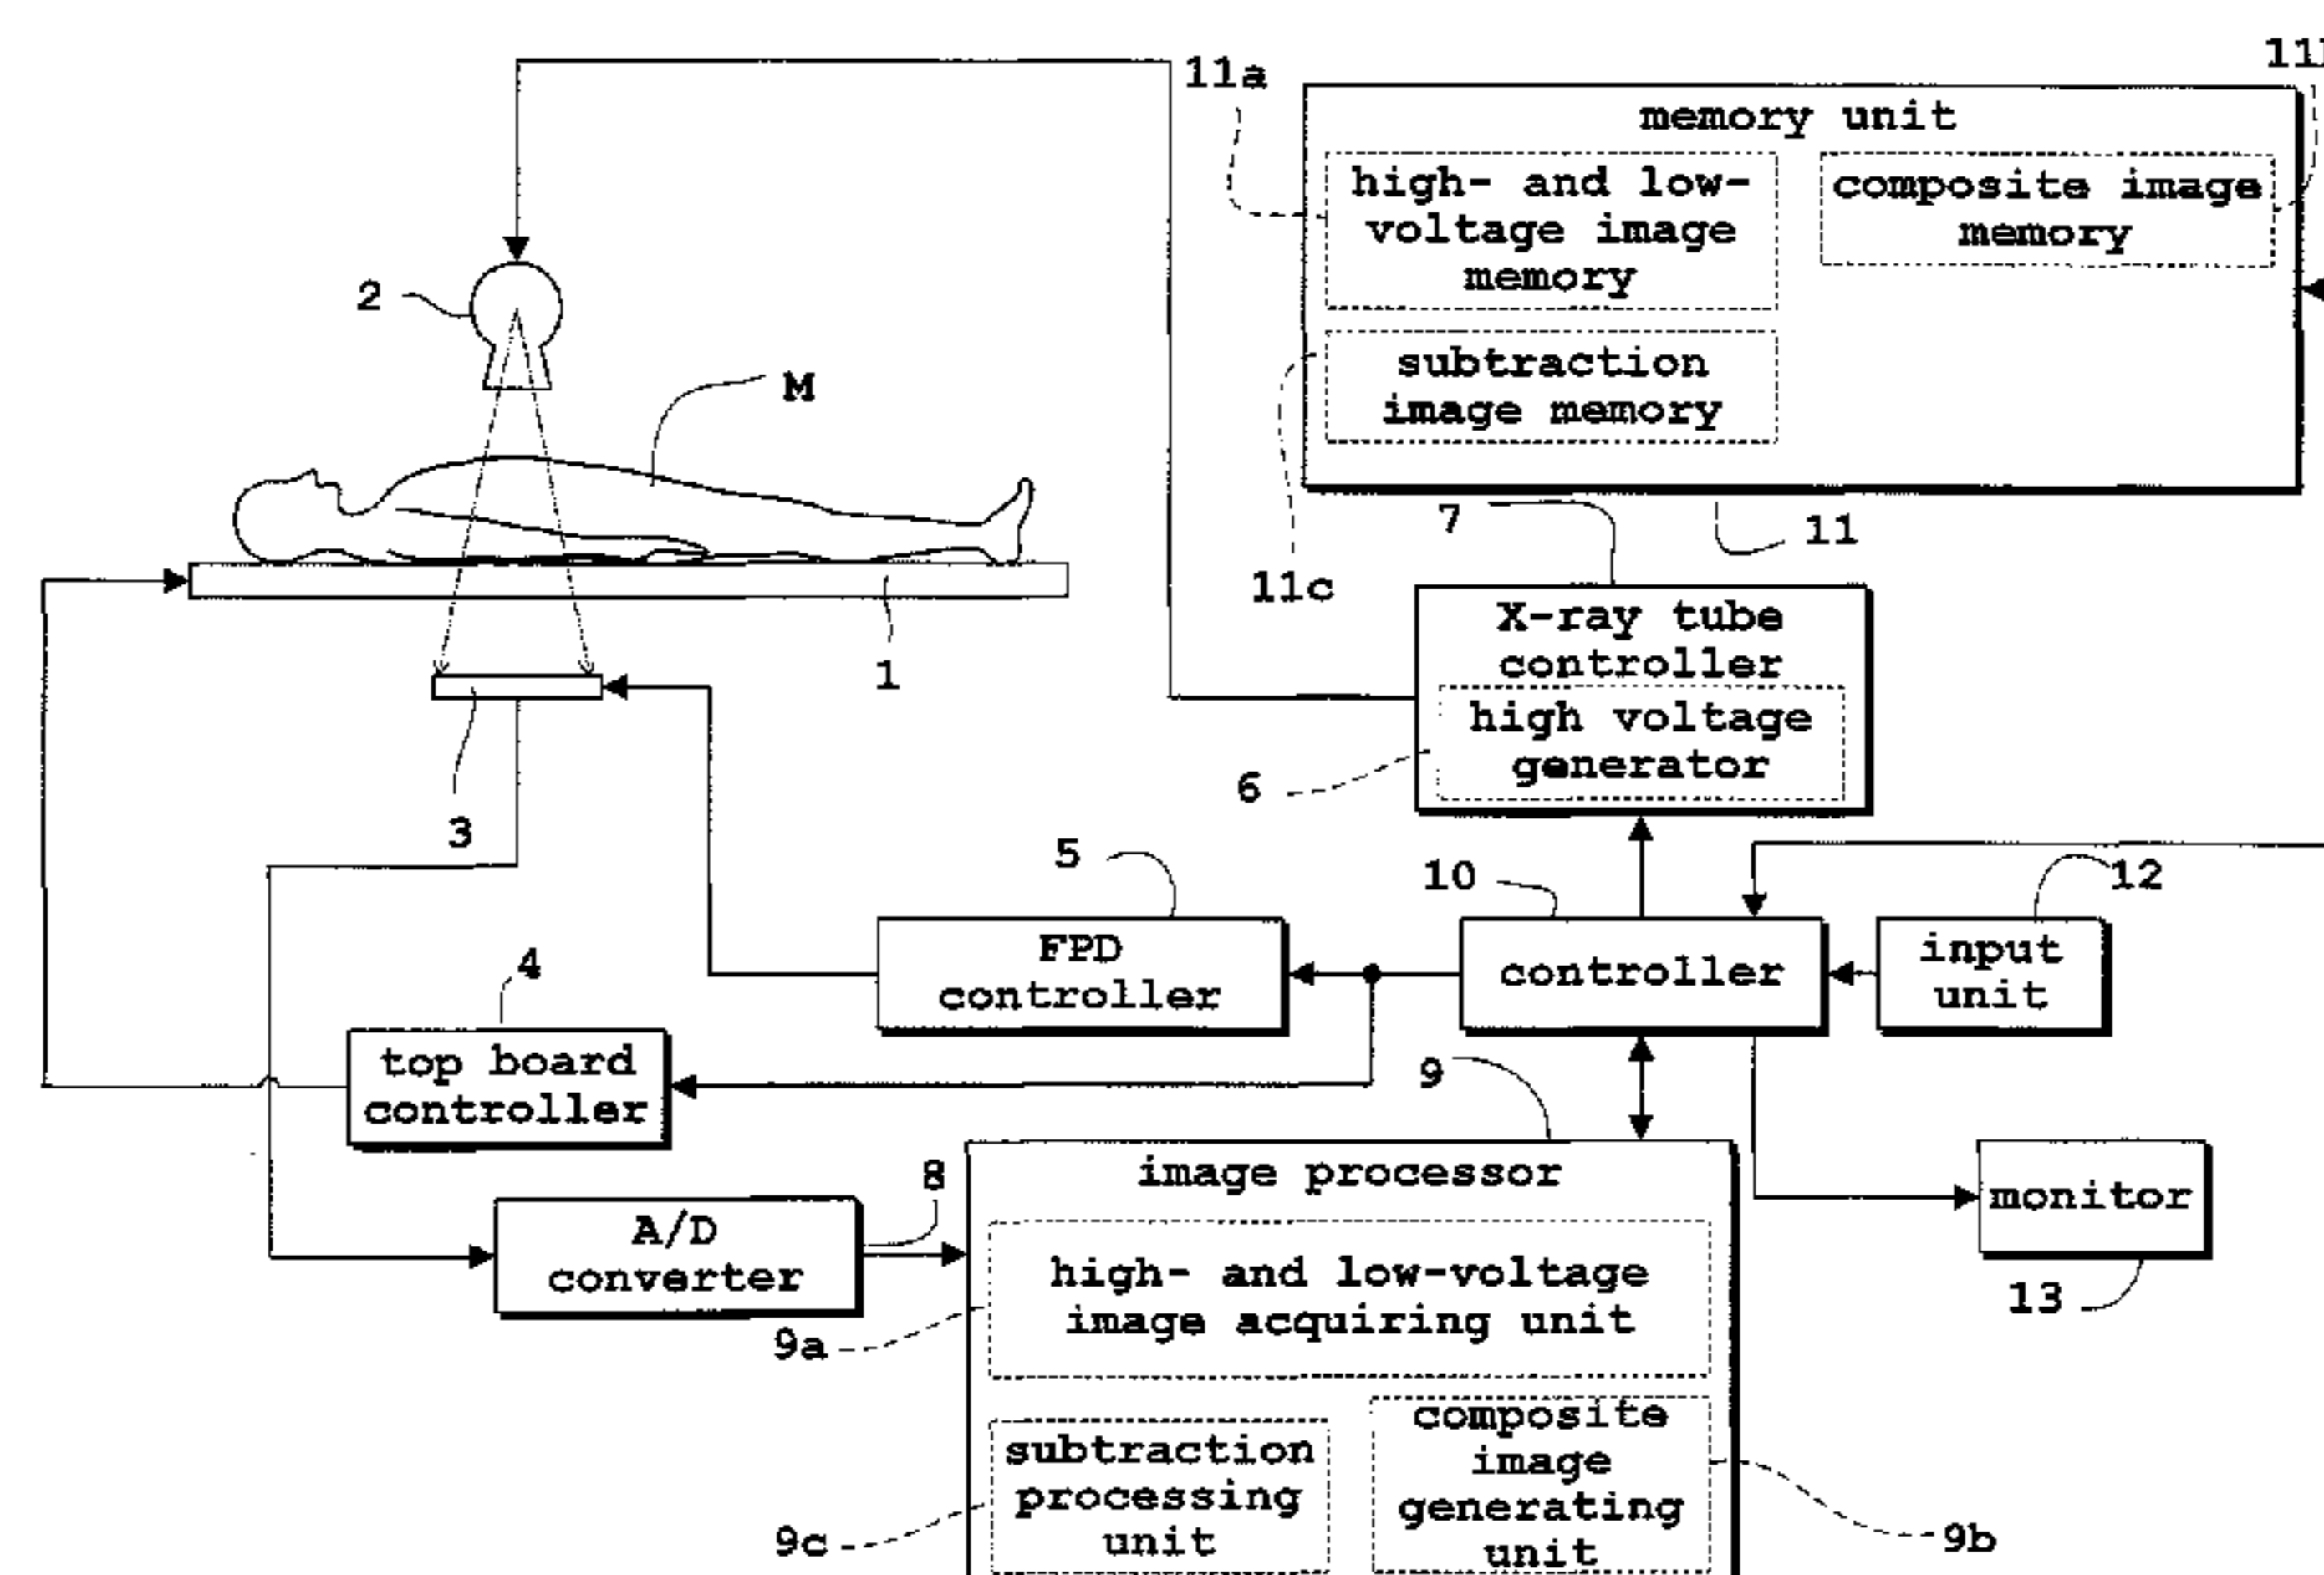 11a
memory unit
high- and low-
voltage image
memory
composite image
memory
2
M
subtraction
image memory
7
11
11c
1
X-ray tube
controller
high voltage
generator
6
3
5
10
12
FPD
controller
controller
input
unit
4
top board
controller
9
8
image processor
monitor
A/D
converter
high- and low-voltage
image acquiring unit
13
9a
composite
image
generating
unit
subtraction
processing
unit
9c
9b